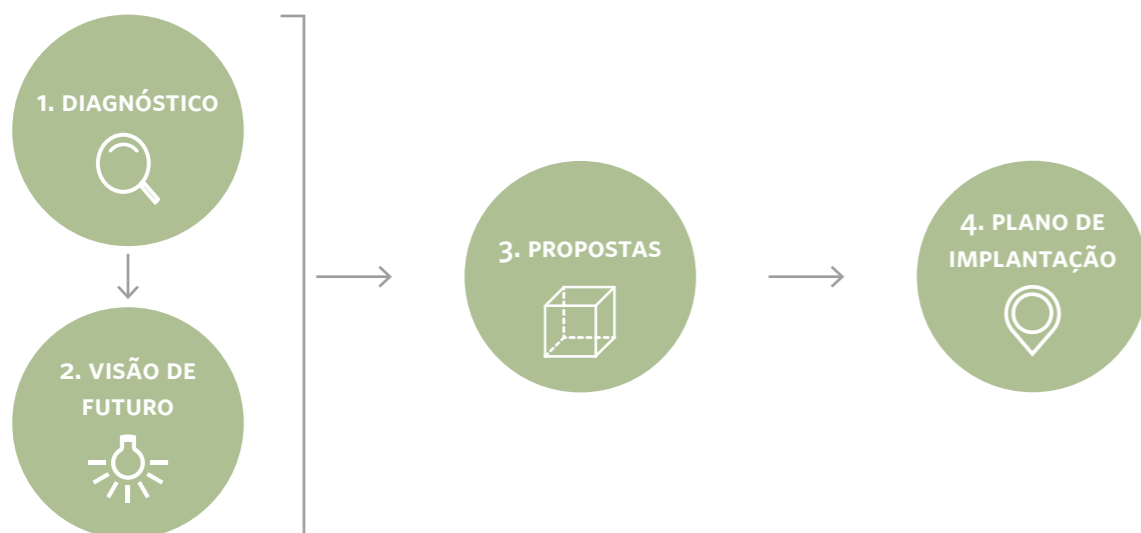 1. DIAGNÓSTICO
2. VISÃO DE
FUTURO
3. PROPOSTAS
4. PLANO DE
IMPLANTAÇÃO